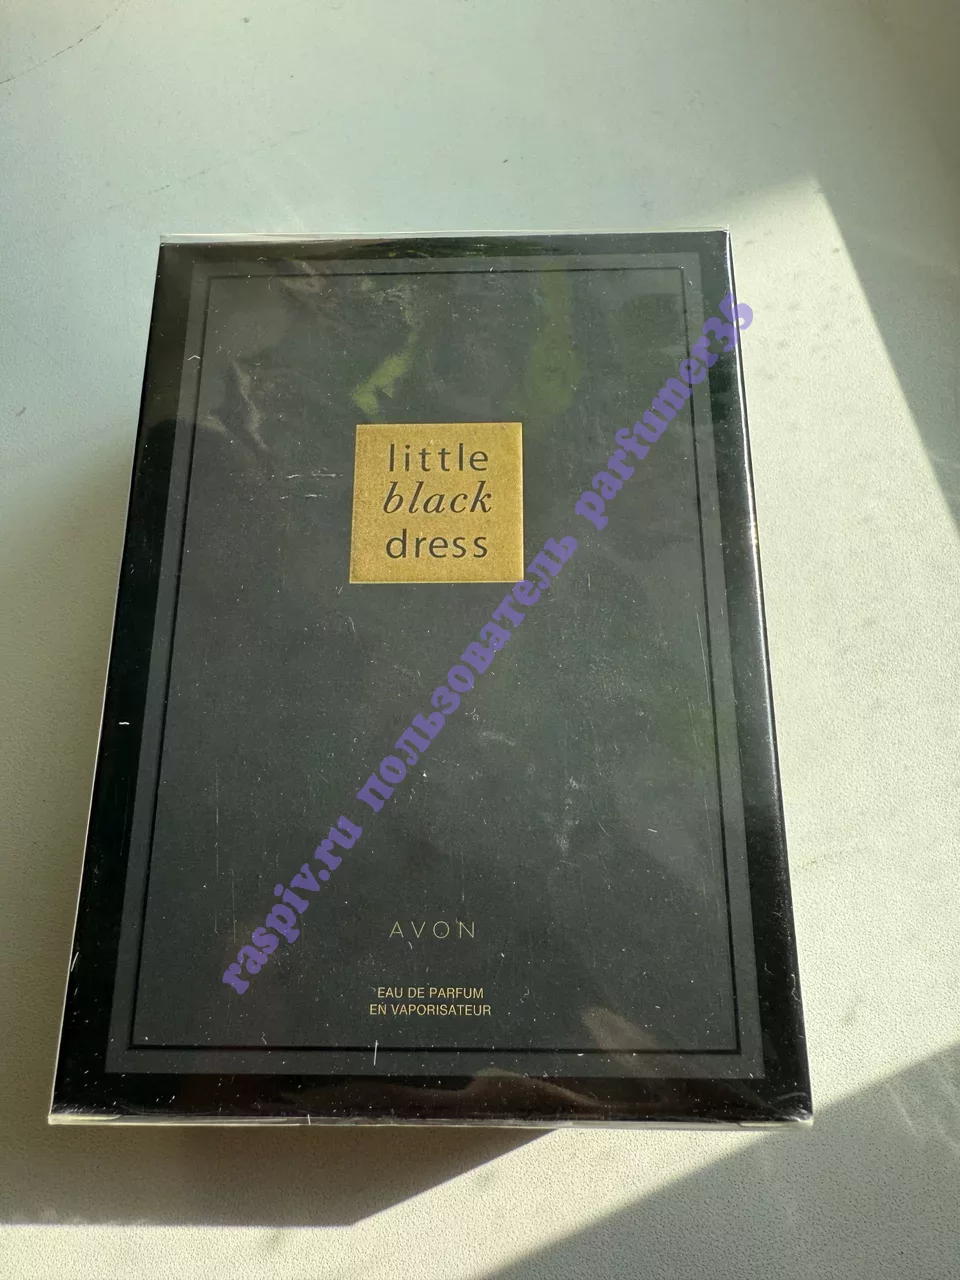 little
black
dress
raspiv.ru пользователь parfumer35
AVON
EAU DE PARFUM
EN VAPORISATEUR